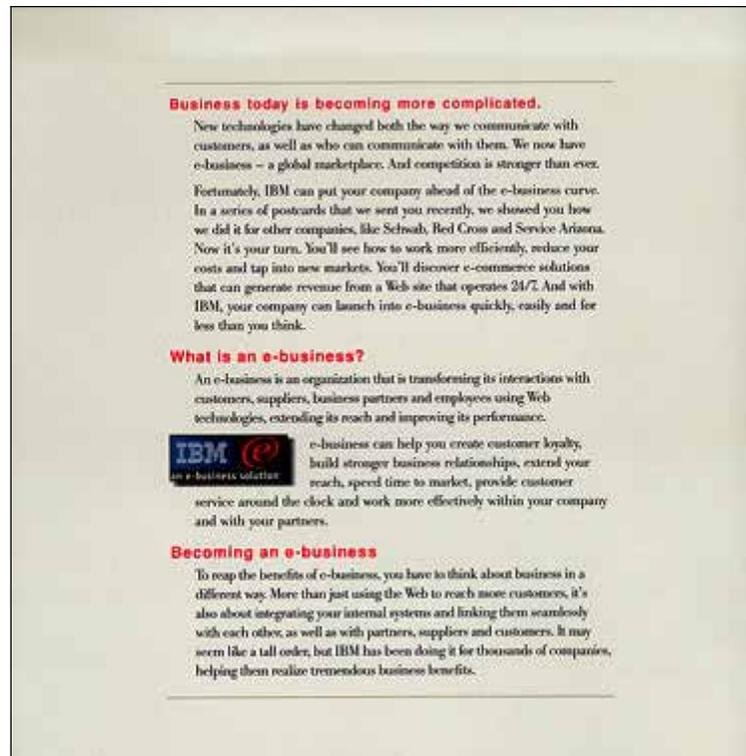 Business today is becoming more complicated.
New technologies have changed both the way we communicate with
customers, as well as who can communicate with them. We now have
e-business – a global marketplace. And competition is stronger than ever.
Fortunately, IBM can put your company ahead of the e-business curve.
In a series of postcards that we sent you recently, we showed you how
we did it for other companies, like Schwab, Red Cross and Service Arizona.
Now it's your turn. You'll see how to work more efficiently, reduce your
costs and tap into new markets. You'll discover e-commerce solutions
that can generate revenue from a Web site that operates 24/7. And with
IBM, your company can launch into e-business quickly, easily and for
less than you think.
What is an e-business?
An e-business is an organization that is transforming its interactions with
customers, suppliers, business partners and employees using Web
technologies, extending its reach and improving its performance.
IBM e
an e-business solution
e-business can help you create customer loyalty,
build stronger business relationships, extend your
reach, speed time to market, provide customer
service around the clock and work more effectively within your company
and with your partners.
Becoming an e-business
To reap the benefits of e-business, you have to think about business in a
different way. More than just using the Web to reach more customers, it's
also about integrating your internal systems and linking them seamlessly
with each other, as well as with partners, suppliers and customers. It may
seem like a tall order, but IBM has been doing it for thousands of companies,
helping them realize tremendous business benefits.